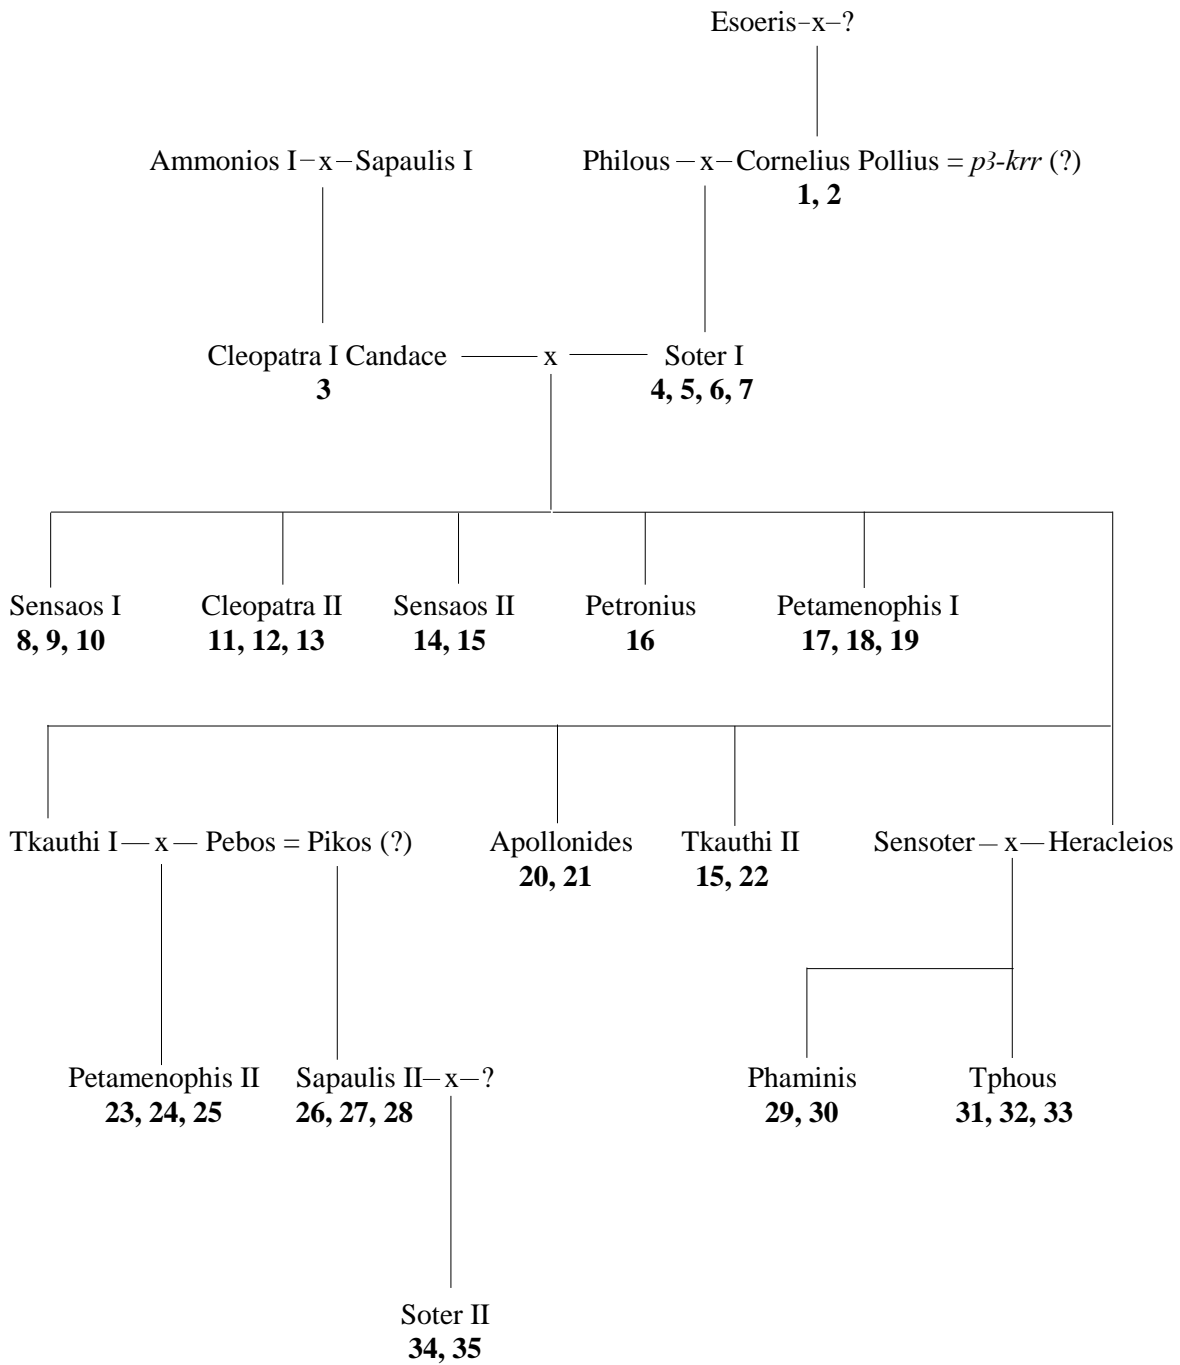 Esoeris–x–?
Ammonios I–x–Sapaulis I Philous –x–Cornelius Pollius = pꜣ-krr (?)
1, 2
Cleopatra I Candace — x — Soter I
3 4, 5, 6, 7
Sensaos I Cleopatra II Sensaos II Petronius Petamenophis I
8, 9, 10 11, 12, 13 14, 15 16 17, 18, 19
Tkauthi I — x — Pebos = Pikos (?) Apollonides Tkauthi II Sensoter – x — Heracleios
20, 21 15, 22
Petamenophis II Sapaulis II–x–? Phaminis Tphous
23, 24, 25 26, 27, 28 29, 30 31, 32, 33
Soter II
34, 35